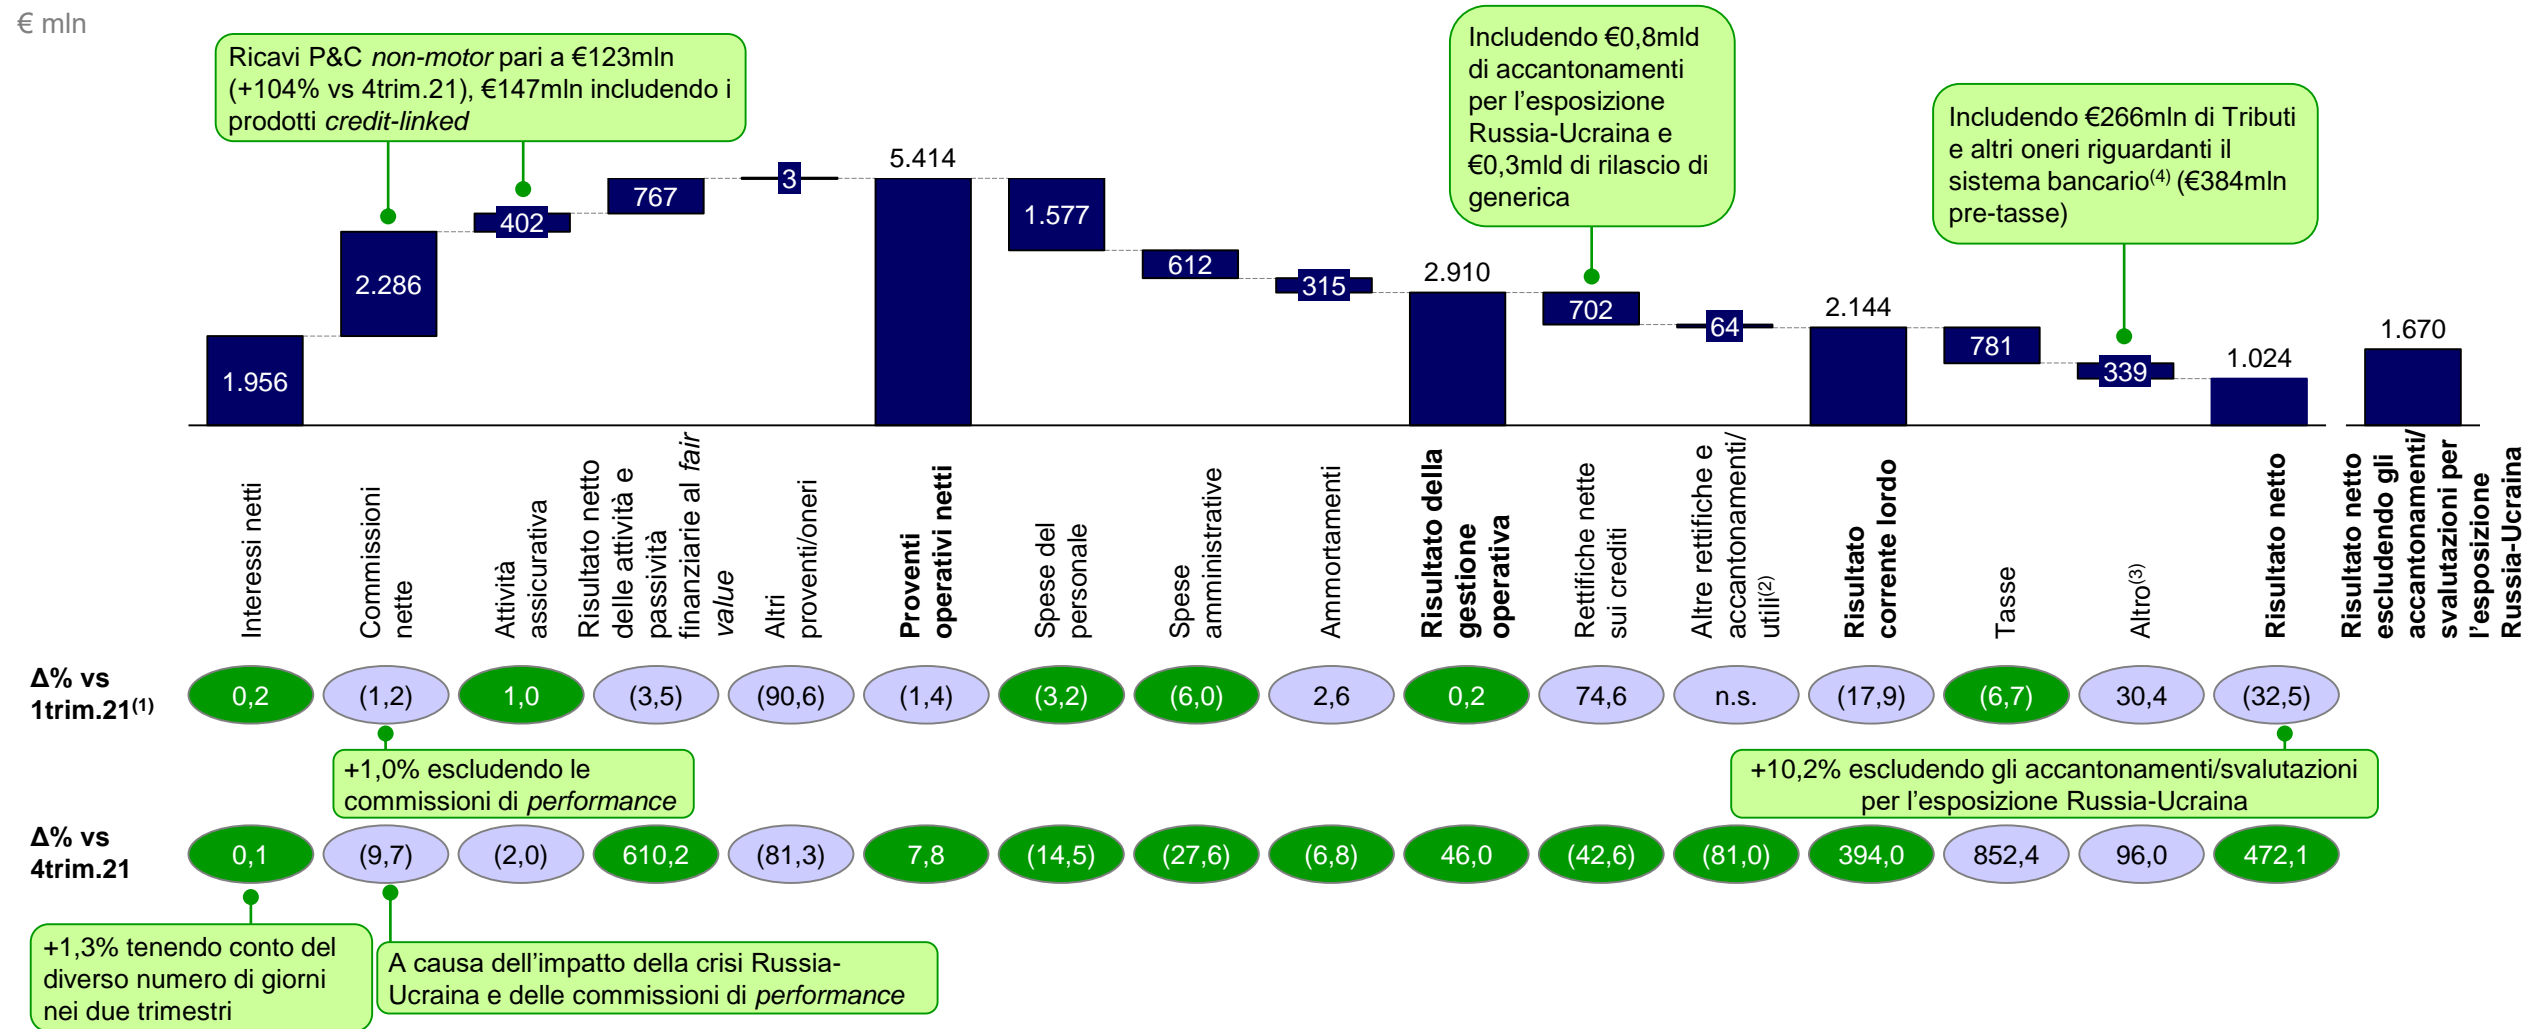 € mln
Ricavi P&C non-motor pari a €123mln
(+104% vs 4trim.21), €147mln includendo i
prodotti credit-linked
Includendo €0,8mld
di accantonamenti
per l’esposizione
Russia-Ucraina e
€0,3mld di rilascio di
generica
Includendo €266mln di Tributi
e altri oneri riguardanti il
sistema bancario(4) (€384mln
pre-tasse)
1.956
2.286
402
767
3
5.414
1.577
612
315
2.910
702
64
2.144
781
339
1.024
1.670
Interessi netti
Commissioni
nette
Attività
assicurativa
Risultato netto
delle attività e
passività
finanziarie al fair
value
Altri
proventi/oneri
Proventi
operativi netti
Spese del
personale
Spese
amministrative
Ammortamenti
Risultato della
gestione
operativa
Rettifiche nette
sui crediti
Altre rettifiche e
accantonamenti/
utili(2)
Risultato
corrente lordo
Tasse
Altro(3)
Risultato netto
Risultato netto
escludendo gli
accantonamenti/
svalutazioni per
l’esposizione
Russia-Ucraina
Δ% vs
1trim.21(1)
0,2
(1,2)
1,0
(3,5)
(90,6)
(1,4)
(3,2)
(6,0)
2,6
0,2
74,6
n.s.
(17,9)
(6,7)
30,4
(32,5)
+1,0% escludendo le
commissioni di performance
+10,2% escludendo gli accantonamenti/svalutazioni
per l’esposizione Russia-Ucraina
Δ% vs
4trim.21
0,1
(9,7)
(2,0)
610,2
(81,3)
7,8
(14,5)
(27,6)
(6,8)
46,0
(42,6)
(81,0)
394,0
852,4
96,0
472,1
+1,3% tenendo conto del
diverso numero di giorni
nei due trimestri
A causa dell’impatto della crisi Russia-
Ucraina e delle commissioni di performance